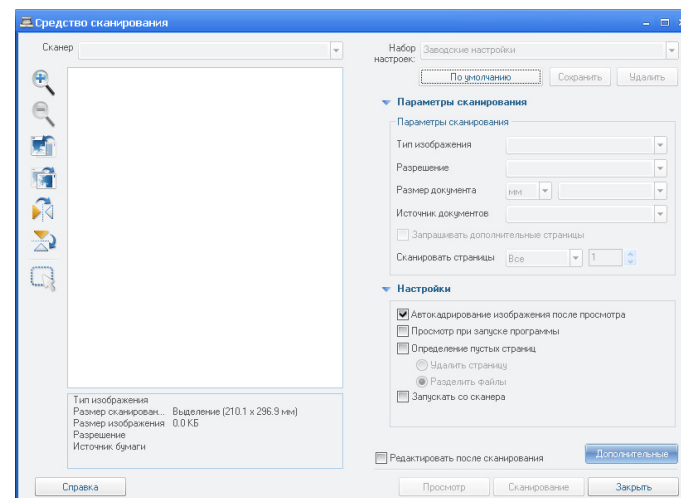 Средство сканирования
Сканер
Набор настроек:
Заводские настройки
По умолчанию
Сохранить
Удалить
Параметры сканирования
Параметры сканирования
Тип изображения
Разрешение
Размер документа
мм
Источник документов
Запрашивать дополнительные страницы
Сканировать страницы
Все
1
Настройки
Автокадрирование изображения после просмотра
Просмотр при запуске программы
Определение пустых страниц
Удалить страницу
Разделить файлы
Запускать со сканера
Тип изображения
Размер сканирован... Выделение (210.1 x 296.9 мм)
Размер изображения 0.0 КБ
Разрешение
Источник бумаги
Редактировать после сканирования
Дополнительные
Справка
Просмотр
Сканирование
Закрыть